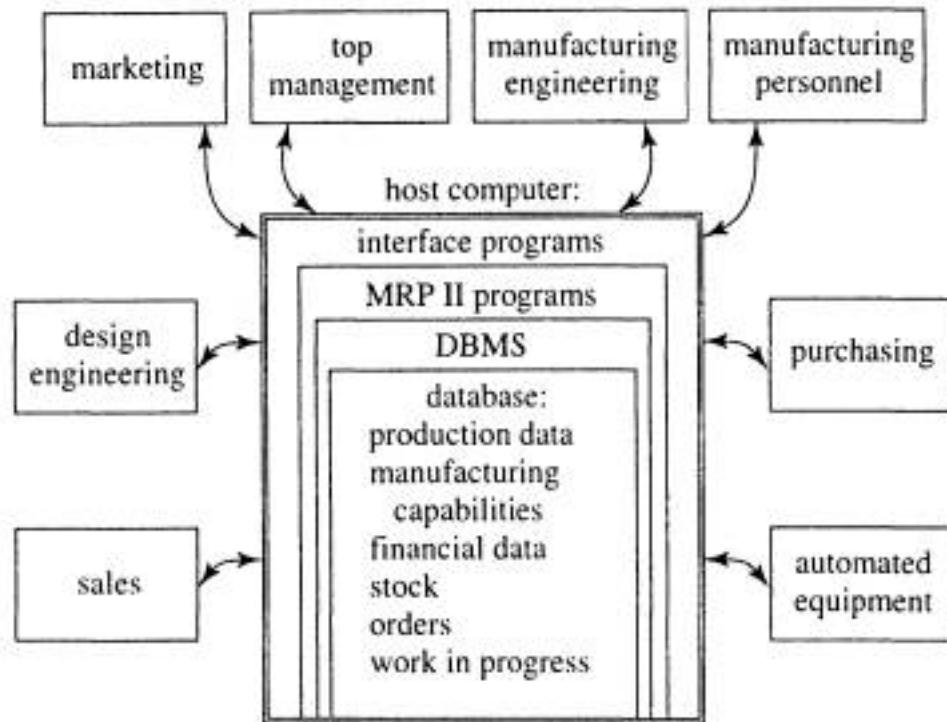 marketing
top
management
manufacturing
engineering
manufacturing
personnel
host computer:
interface programs
MRP II programs
DBMS
database:
production data
manufacturing
capabilities
financial data
stock
orders
work in progress
design
engineering
purchasing
sales
automated
equipment